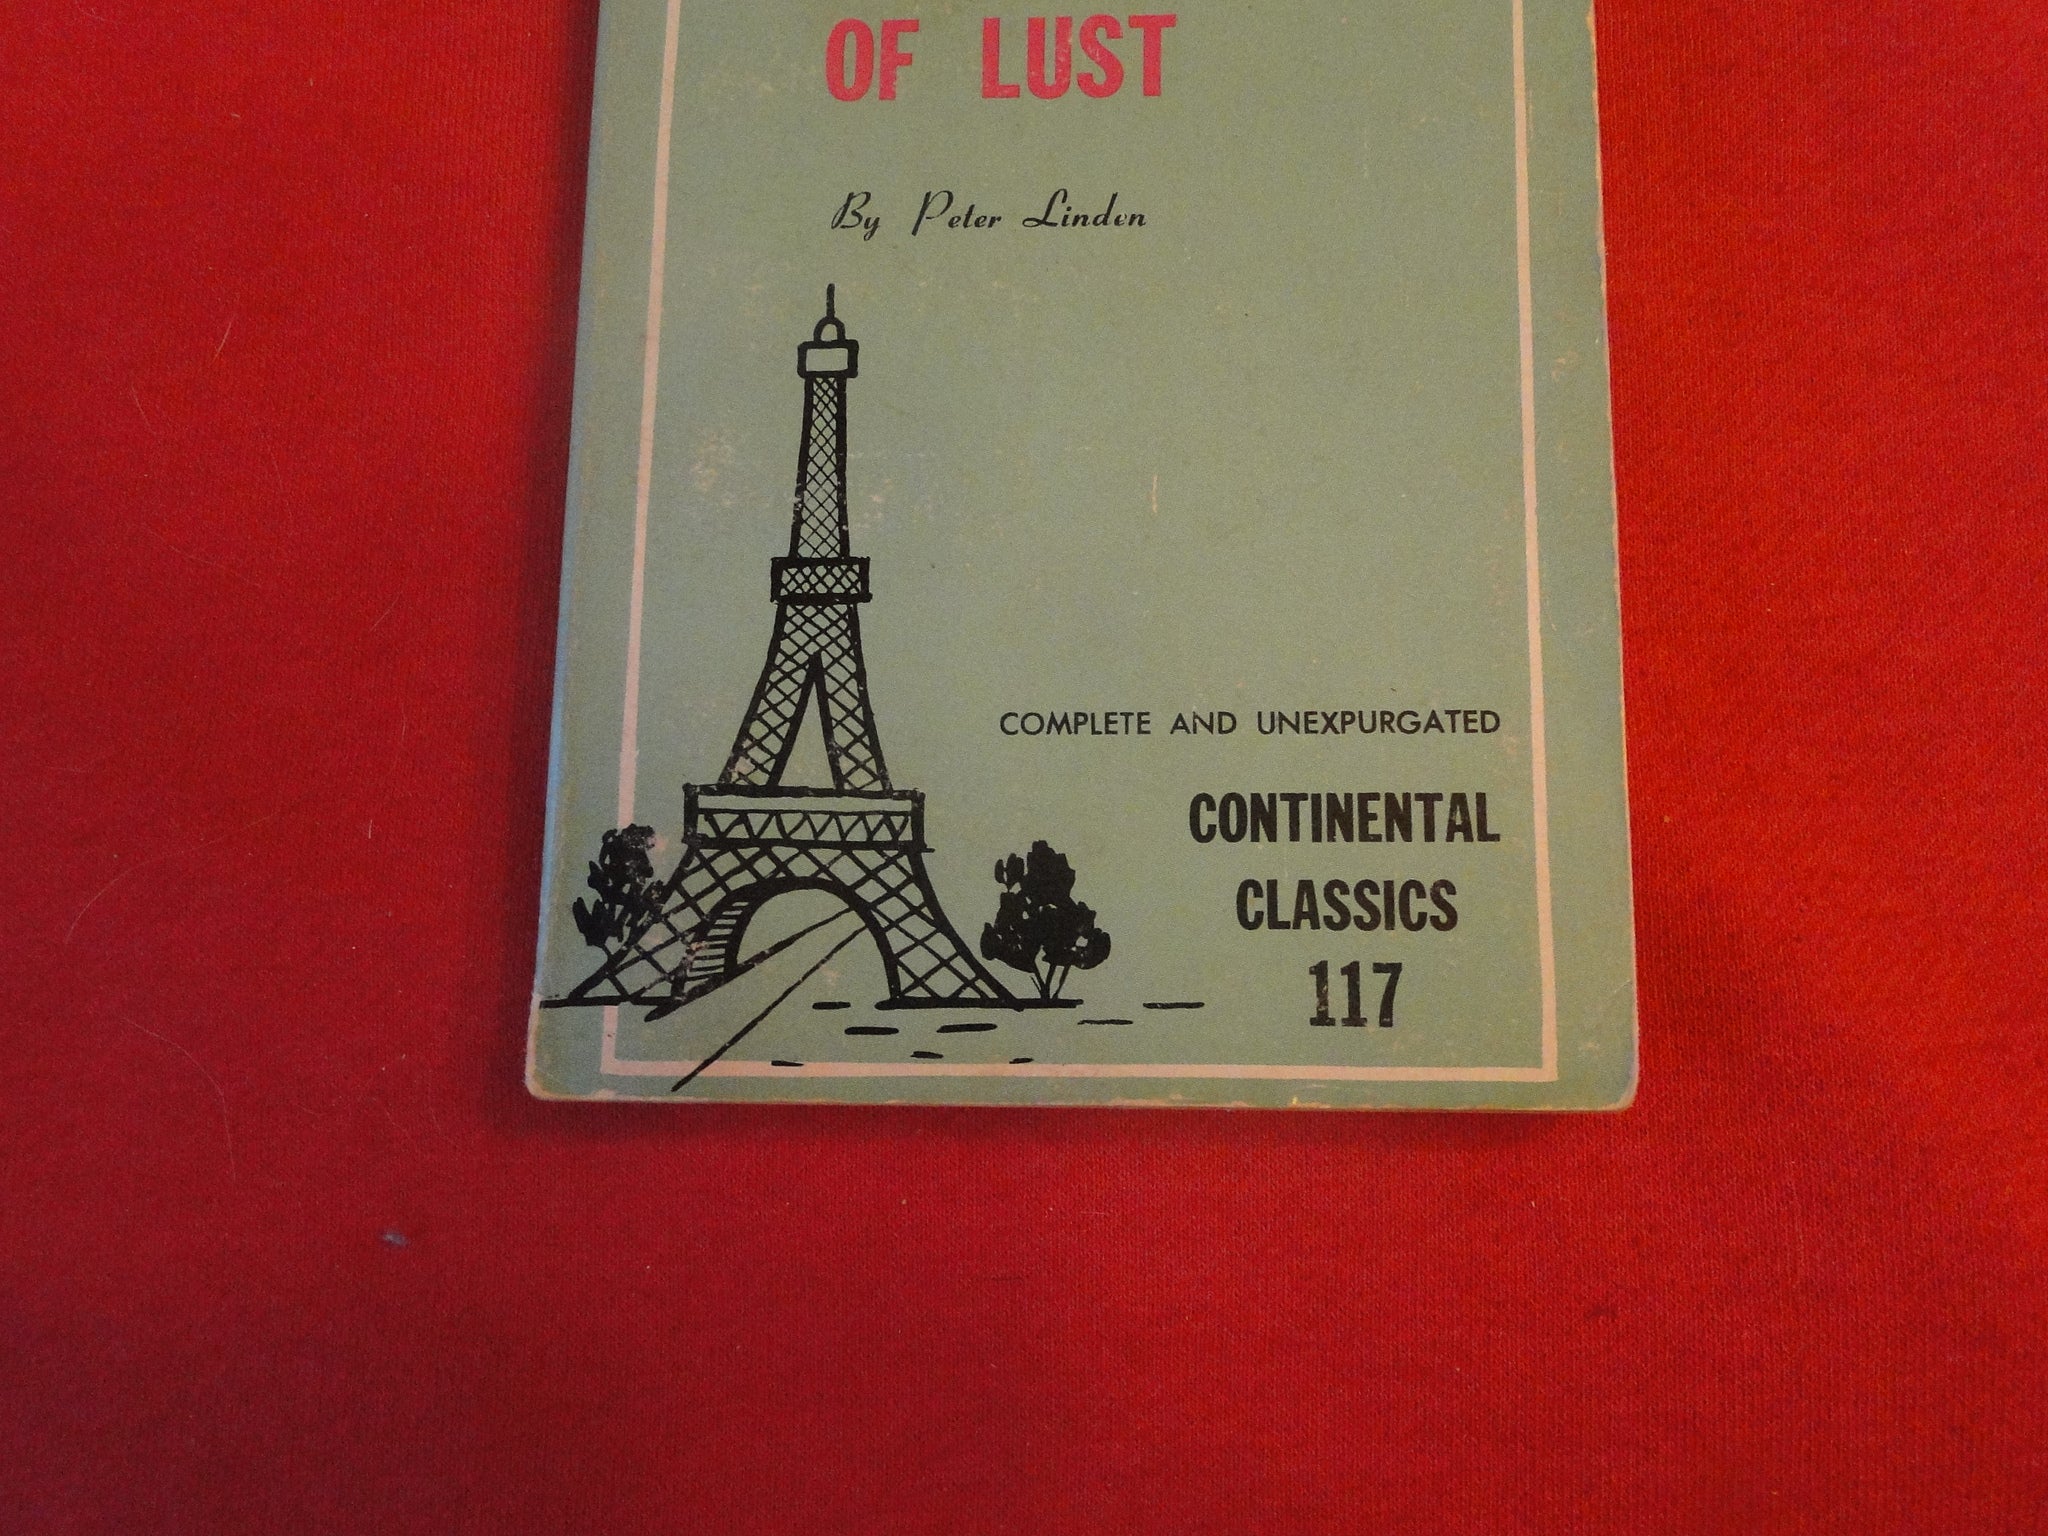 OF LUST
By Peter Linden
COMPLETE AND UNEXPURGATED
CONTINENTAL
CLASSICS
117